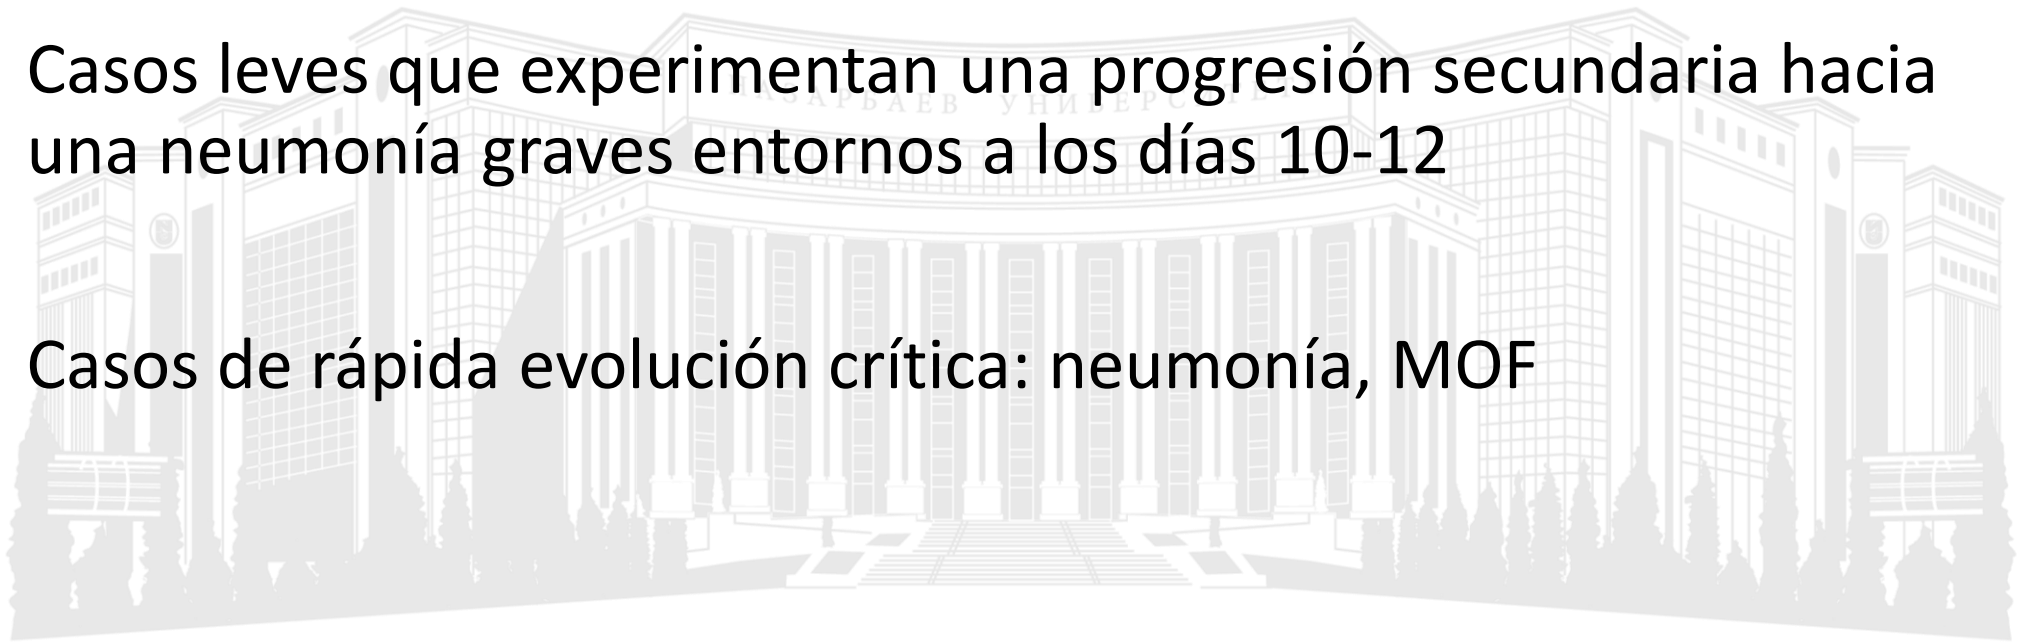 Casos leves que experimentan una progresión secundaria hacia
una neumonía graves entornos a los días 10-12
Casos de rápida evolución crítica: neumonía, MOF